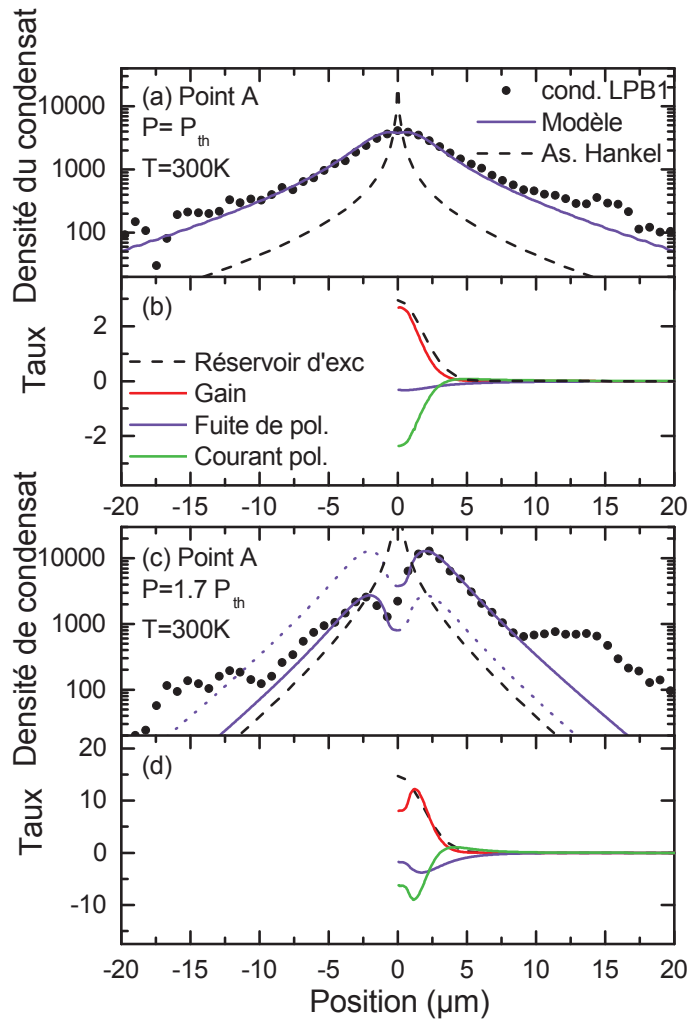 Densité du condensat
10000
1000
100
(a) Point A
P= P_th
T=300K
cond. LPB1
Modèle
As. Hankel
Taux
2
0
-2
(b)
Réservoir d'exc
Gain
Fuite de pol.
Courant pol.
-20 -15 -10 -5 0 5 10 15 20
Densité de condensat
10000
1000
100
(c) Point A
P=1.7 P_th
T=300K
Taux
20
10
0
-10
(d)
-20 -15 -10 -5 0 5 10 15 20
Position (µm)